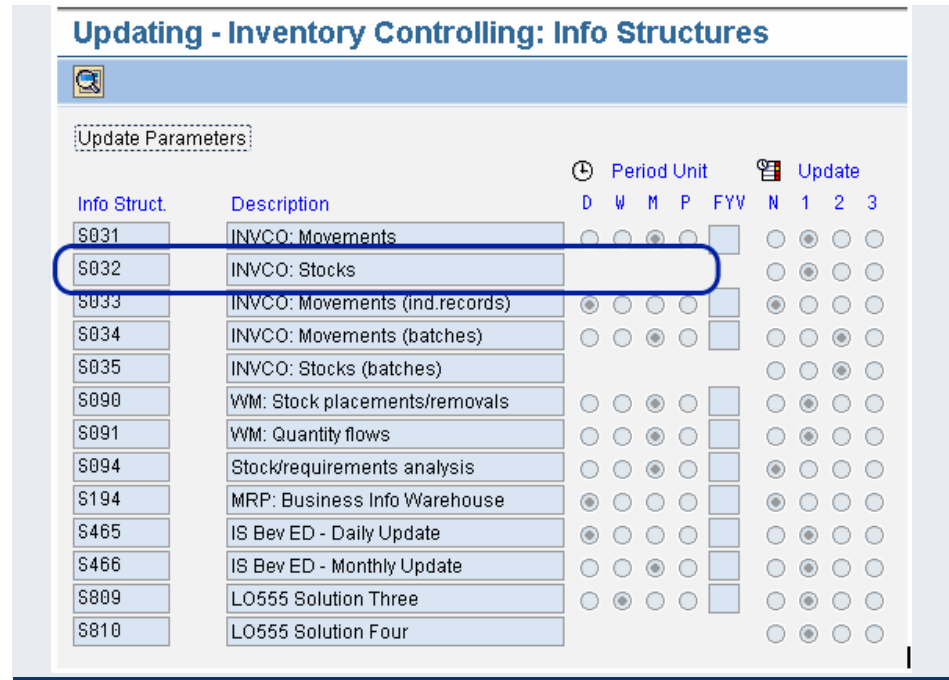 Updating - Inventory Controlling: Info Structures
Update Parameters
Period Unit Update
Info Struct. Description D W M P FYV N 1 2 3
S031 INVCO: Movements
S032 INVCO: Stocks
S033 INVCO: Movements (ind.records)
S034 INVCO: Movements (batches)
S035 INVCO: Stocks (batches)
S090 WM: Stock placements/removals
S091 WM: Quantity flows
S094 Stock/requirements analysis
S194 MRP: Business Info Warehouse
S465 IS Bev ED - Daily Update
S466 IS Bev ED - Monthly Update
S809 LO555 Solution Three
S810 LO555 Solution Four